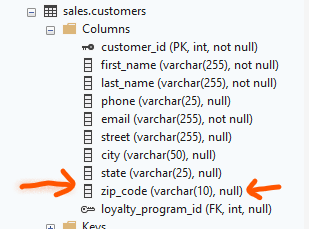 sales.customers
Columns
customer_id (PK, int, not null)
first_name (varchar(255), not null)
last_name (varchar(255), not null)
phone (varchar(25), null)
email (varchar(255), not null)
street (varchar(255), null)
city (varchar(50), null)
state (varchar(25), null)
zip_code (varchar(10), null)
loyalty_program_id (FK, int, null)
Keys